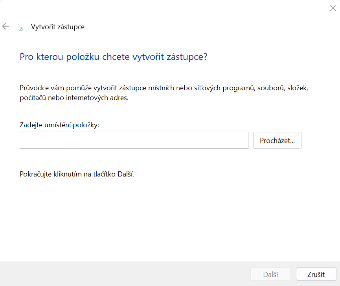 Vytvořit zástupce
Pro kterou položku chcete vytvořit zástupce?
Průvodce vám pomůže vytvořit zástupce místních nebo síťových programů, souborů, složek,
počítačů nebo internetových adres.
Zadejte umístění položky:
Procházet...
Pokračujte kliknutím na tlačítko Další.
Další
Zrušit